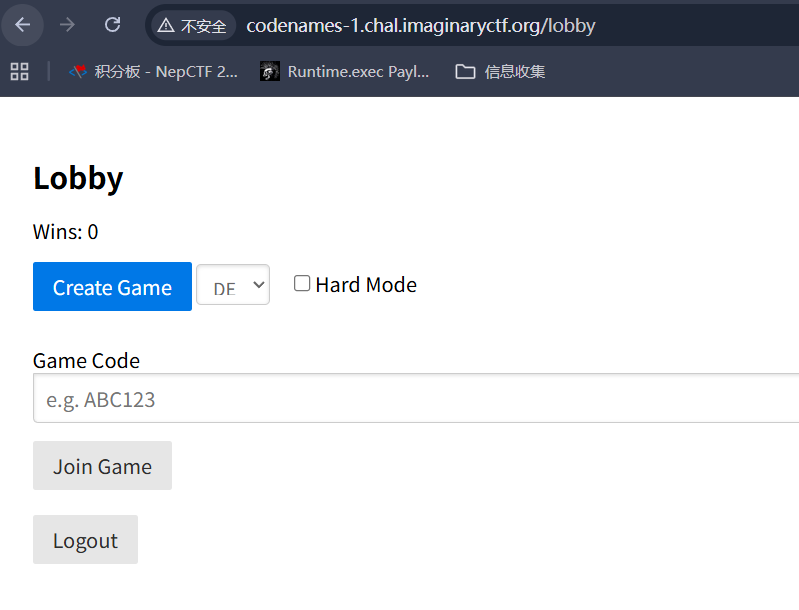 不安全 codenames-1.chal.imaginaryctf.org/lobby
积分板 - NepCTF 2... Runtime.exec Payl... 信息收集
Lobby
Wins: 0
Create Game DE Hard Mode
Game Code
e.g. ABC123
Join Game
Logout